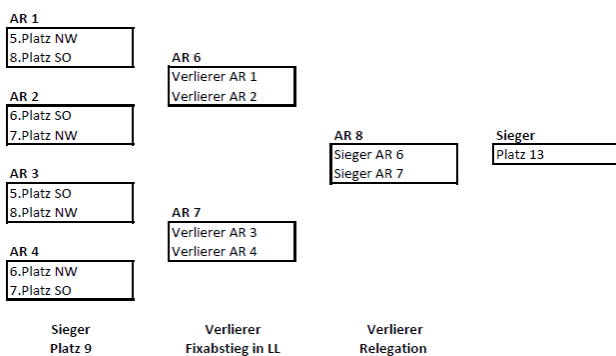 AR 1
5.Platz NW
8.Platz SO
AR 2
6.Platz SO
7.Platz NW
AR 3
5.Platz SO
8.Platz NW
AR 4
6.Platz NW
7.Platz SO
Sieger
Platz 9
AR 6
Verlierer AR 1
Verlierer AR 2
AR 7
Verlierer AR 3
Verlierer AR 4
Verlierer
Fixabstieg in LL
AR 8
Sieger AR 6
Sieger AR 7
Verlierer
Relegation
Sieger
Platz 13